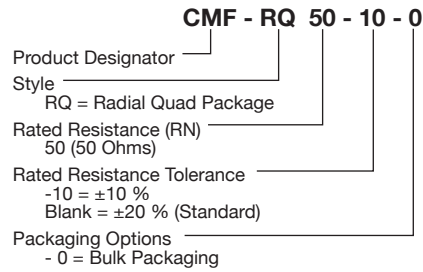 CMF - RQ 50 - 10 - 0
Product Designator
Style
RQ = Radial Quad Package
Rated Resistance (RN)
50 (50 Ohms)
Rated Resistance Tolerance
-10 = ±10 %
Blank = ±20 % (Standard)
Packaging Options
- 0 = Bulk Packaging